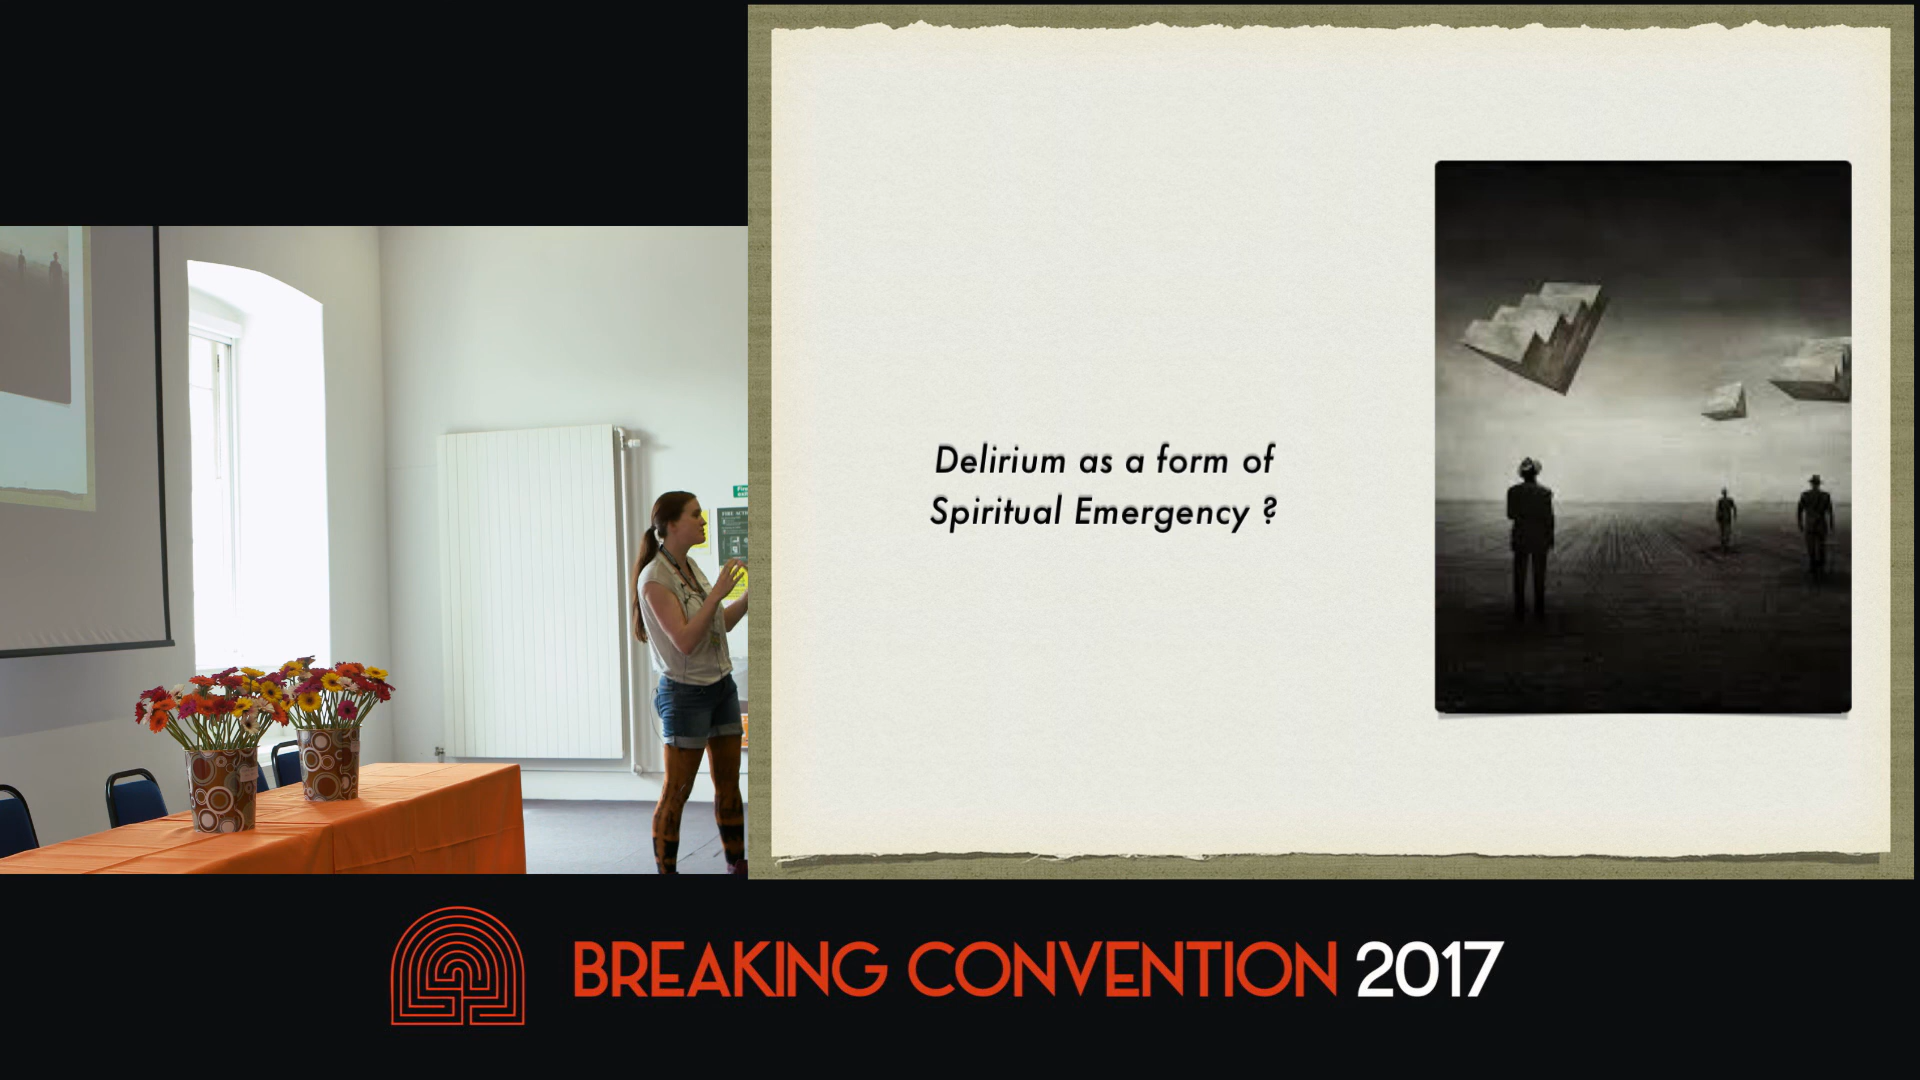 Delirium as a form of
Spiritual Emergency ?
BREAKING CONVENTION 2017